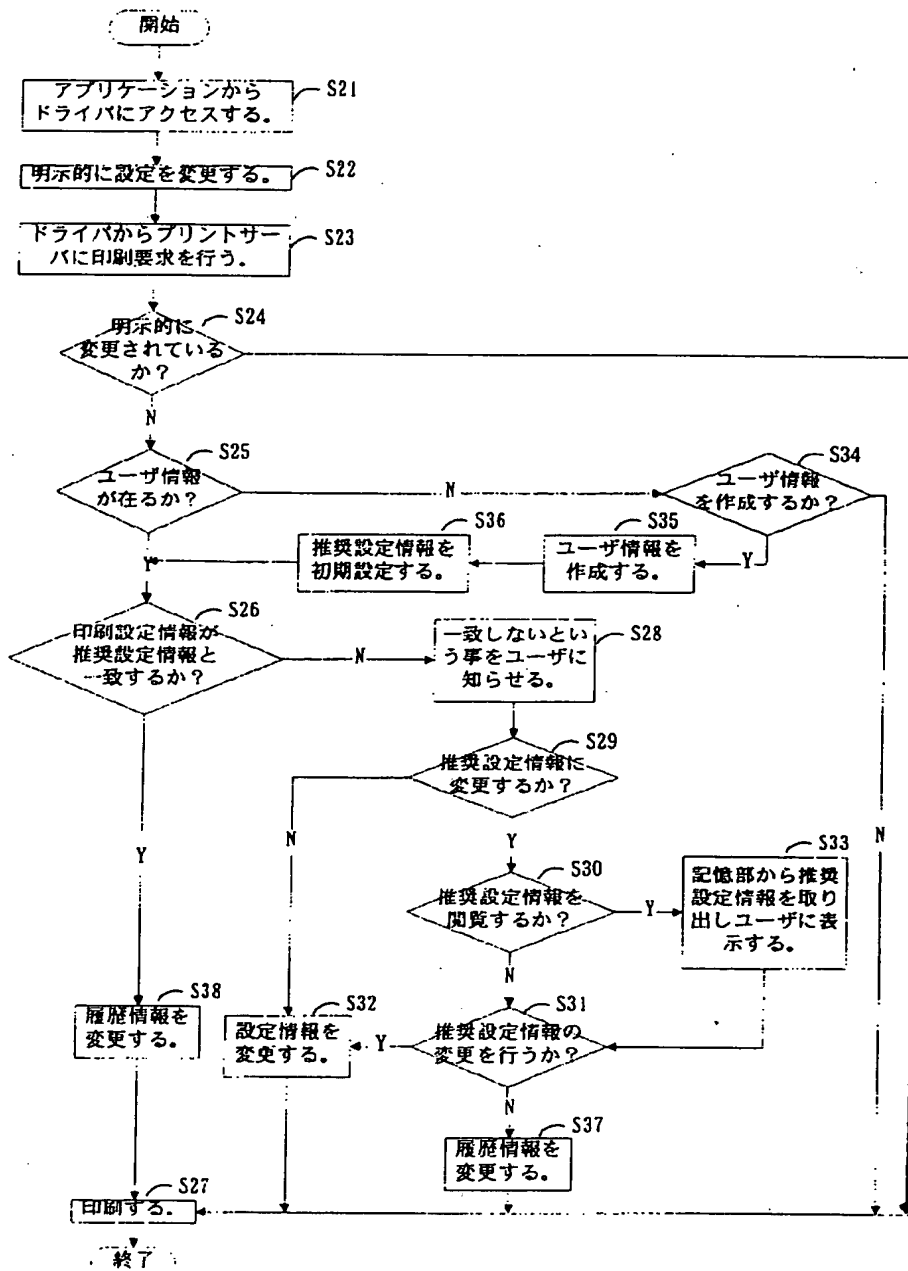 開始
アプリケーションから
ドライバにアクセスする。
S21
明示的に設定を変更する。
S22
ドライバからプリントサー
バに印刷要求を行う。
S23
明示的に
変更されている
か？
S24
N
ユーザ情報
が在るか？
S25
N
ユーザ情報
を作成するか？
S34
推奨設定情報を
初期設定する。
S36
ユーザ情報を
作成する。
S35
Y
Y
印刷設定情報が
推奨設定情報と
一致するか？
S26
N
一致しないとい
う事をユーザに
知らせる。
S28
推奨設定情報に
変更するか？
S29
N
Y
Y
N
推奨設定情報を
閲覧するか？
S30
Y
記憶部から推奨
設定情報を取り
出しユーザに表
示する。
S33
N
履歴情報を
変更する。
S38
設定情報を
変更する。
S32
Y
推奨設定情報の
変更を行うか？
S31
N
履歴情報を
変更する。
S37
印刷する。
S27
終了